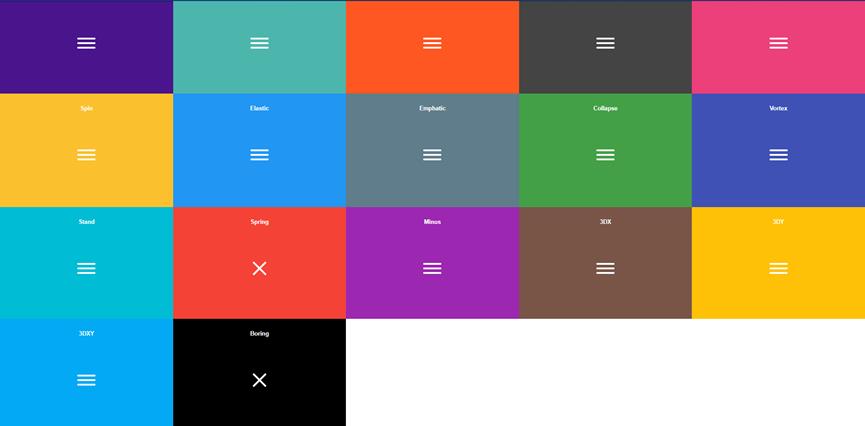 Spin
Elastic
Emphatic
Collapse
Vortex
Stand
Spring
Minus
3DX
3DY
3DXY
Boring